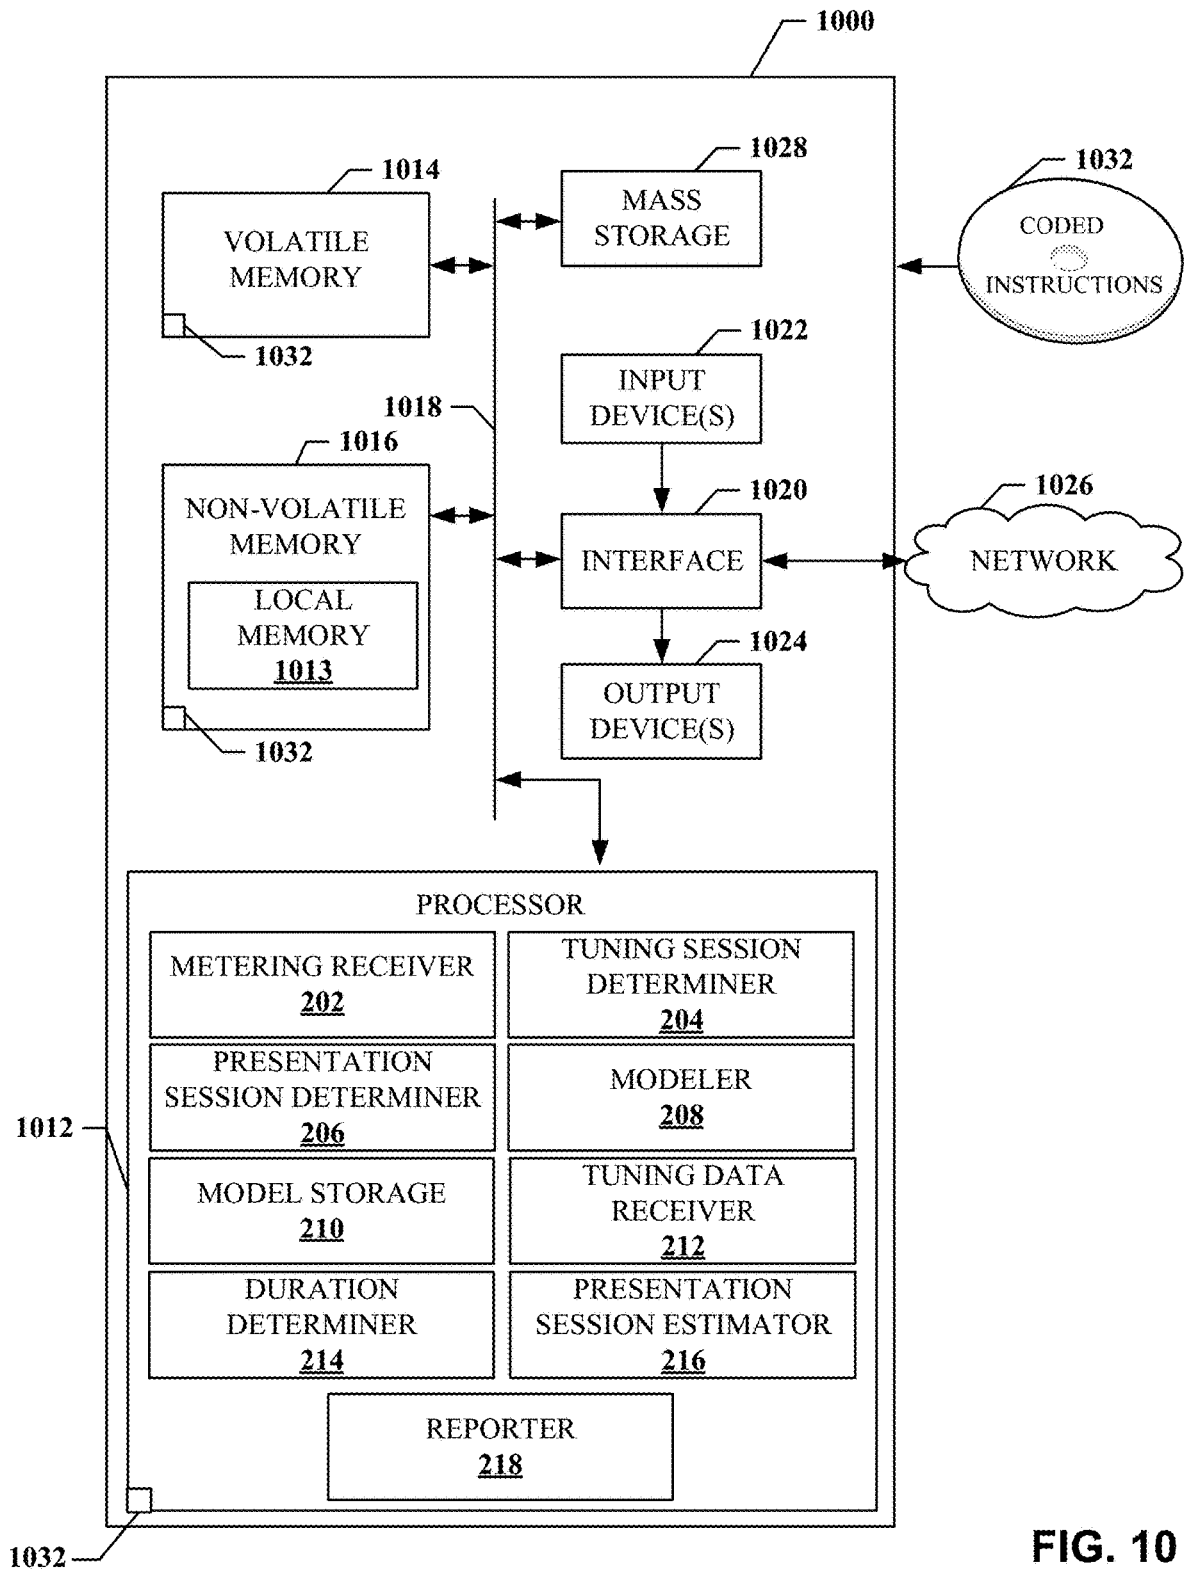 1000
1028
1014
1032
MASS
STORAGE
VOLATILE
MEMORY
CODED
INSTRUCTIONS
1032
1022
INPUT
DEVICE(S)
1018
1016
1020
1026
NON-VOLATILE
MEMORY
INTERFACE
NETWORK
LOCAL
MEMORY
1013
1024
OUTPUT
DEVICE(S)
1032
PROCESSOR
METERING RECEIVER
202
TUNING SESSION
DETERMINER
204
PRESENTATION
SESSION DETERMINER
206
MODELER
208
1012
MODEL STORAGE
210
TUNING DATA
RECEIVER
212
DURATION
DETERMINER
214
PRESENTATION
SESSION ESTIMATOR
216
REPORTER
218
1032
FIG. 10